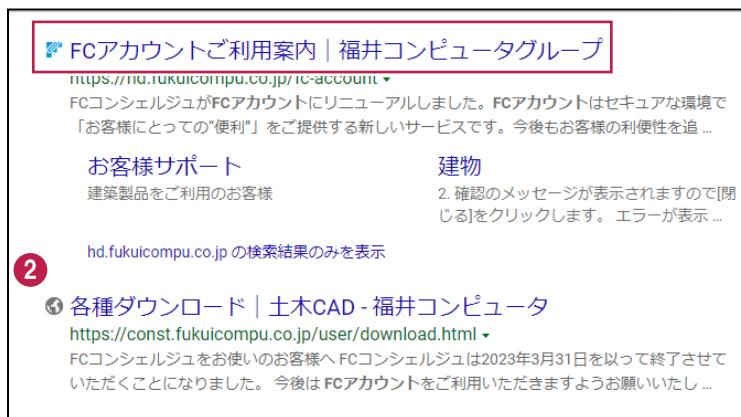 FCアカウントご利用案内｜福井コンピュータグループ
https://hd.fukuicompu.co.jp/fc-account
FCコンシェルジュがFCアカウントにリニューアルしました。FCアカウントはセキュアな環境で
「お客様にとっての“便利”」をご提供する新しいサービスです。今後もお客様の利便性を追 ...
お客様サポート
建築製品をご利用のお客様
建物
2. 確認のメッセージが表示されますので[閉
じる]をクリックします。 エラーが表示 ...
hd.fukuicompu.co.jp の検索結果のみを表示
2
各種ダウンロード｜土木CAD - 福井コンピュータ
https://const.fukuicompu.co.jp/user/download.html
FCコンシェルジュをお使いのお客様へ FCコンシェルジュは2023年3月31日を以って終了させて
いただくことになりました。 今後は FCアカウントをご利用いただきますようお願いいたし ...